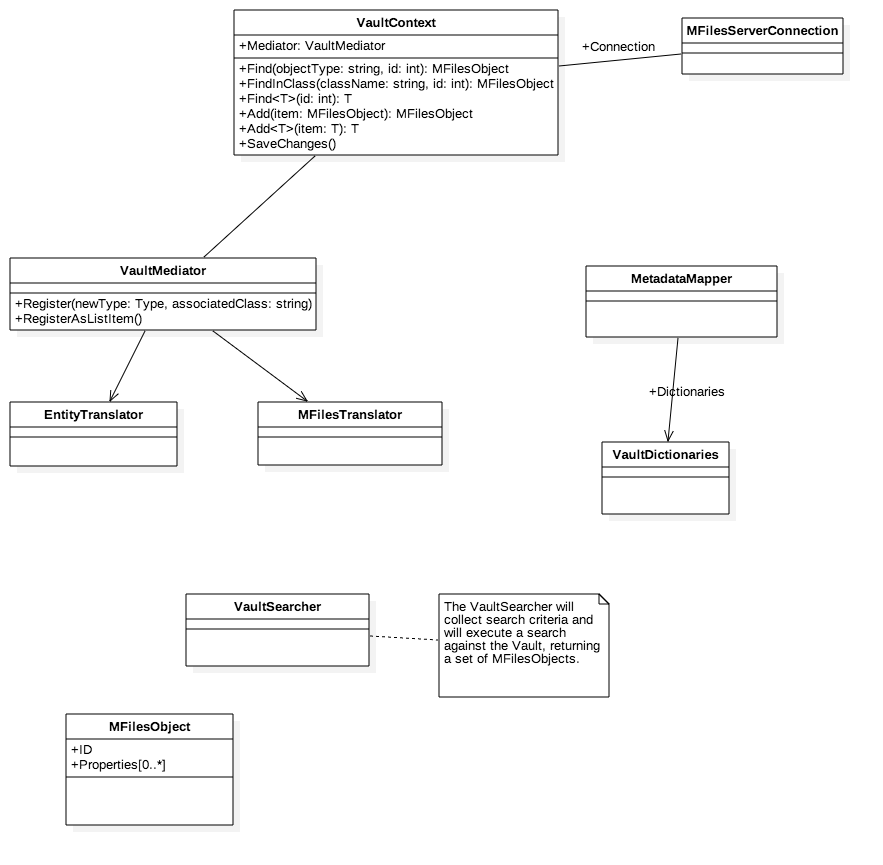 VaultContext
+Mediator: VaultMediator
+Find(objectType: string, id: int): MFilesObject
+FindInClass(className: string, id: int): MFilesObject
+Find<T>(id: int): T
+Add(item: MFilesObject): MFilesObject
+Add<T>(item: T): T
+SaveChanges()
+Connection
MFilesServerConnection
VaultMediator
+Register(newType: Type, associatedClass: string)
+RegisterAsListItem()
MetadataMapper
+Dictionaries
EntityTranslator
MFilesTranslator
VaultDictionaries
VaultSearcher
The VaultSearcher will
collect search criteria and
will execute a search
against the Vault, returning
a set of MFilesObjects.
MFilesObject
+ID
+Properties[0..*]